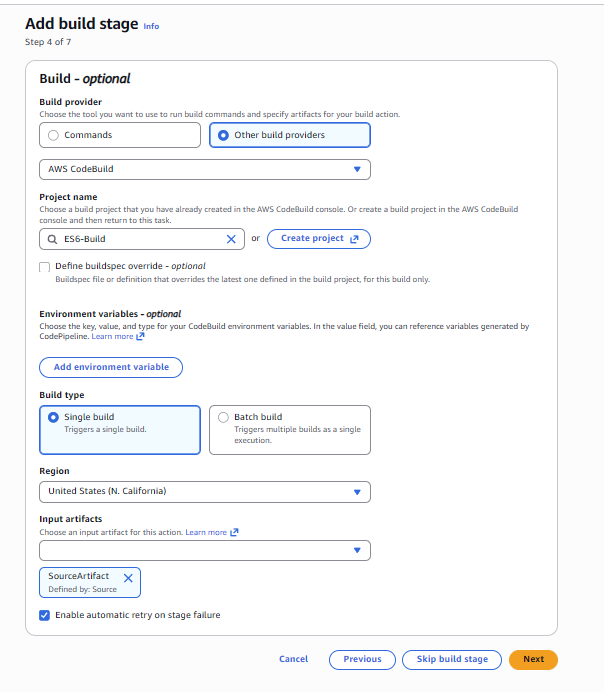 Add build stage Info
Step 4 of 7
Build - optional
Build provider
Choose the tool you want to use to run build commands and specify artifacts for your build action.
Commands
Other build providers
AWS CodeBuild
Project name
Choose a build project that you have already created in the AWS CodeBuild console. Or create a build project in the AWS CodeBuild
console and then return to this task.
ES6-Build
or
Create project
Define buildspec override - optional
Buildspec file or definition that overrides the latest one defined in the build project, for this build only.
Environment variables - optional
Choose the key, value, and type for your CodeBuild environment variables. In the value field, you can reference variables generated by
CodePipeline. Learn more
Add environment variable
Build type
Single build
Triggers a single build.
Batch build
Triggers multiple builds as a single
execution.
Region
United States (N. California)
Input artifacts
Choose an input artifact for this action. Learn more
SourceArtifact
Defined by: Source
Enable automatic retry on stage failure
Cancel
Previous
Skip build stage
Next